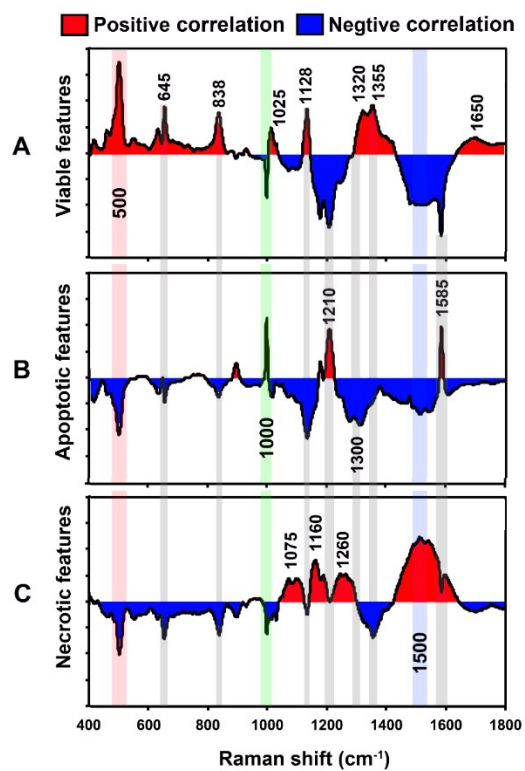 Positive correlation Negtive correlation
A
Viable features
500
645
838
1025
1128
1320
1355
1650
B
Apoptotic features
1000
1210
1300
1585
C
Necrotic features
1075
1160
1260
1500
400 600 800 1000 1200 1400 1600 1800
Raman shift (cm⁻¹)